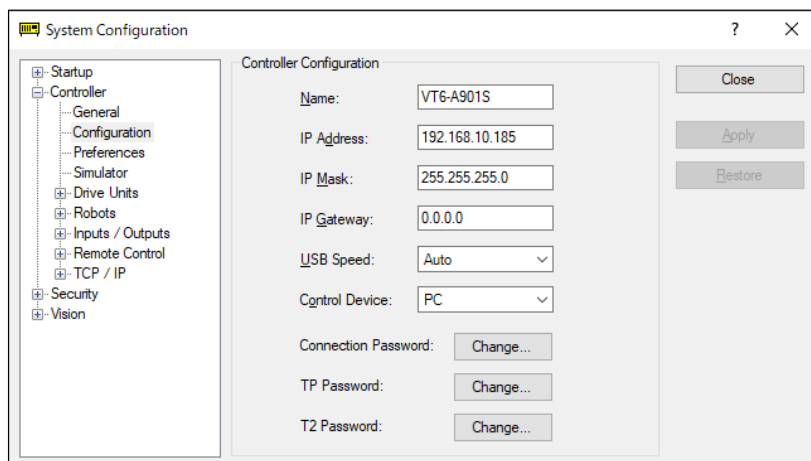 System Configuration
?
Startup
Controller
General
Configuration
Preferences
Simulator
Drive Units
Robots
Inputs / Outputs
Remote Control
TCP / IP
Security
Vision
Controller Configuration
Name: VT6-A901S
IP Address: 192.168.10.185
IP Mask: 255.255.255.0
IP Gateway: 0.0.0.0
USB Speed: Auto
Control Device: PC
Connection Password: Change...
TP Password: Change...
T2 Password: Change...
Close
Apply
Restore